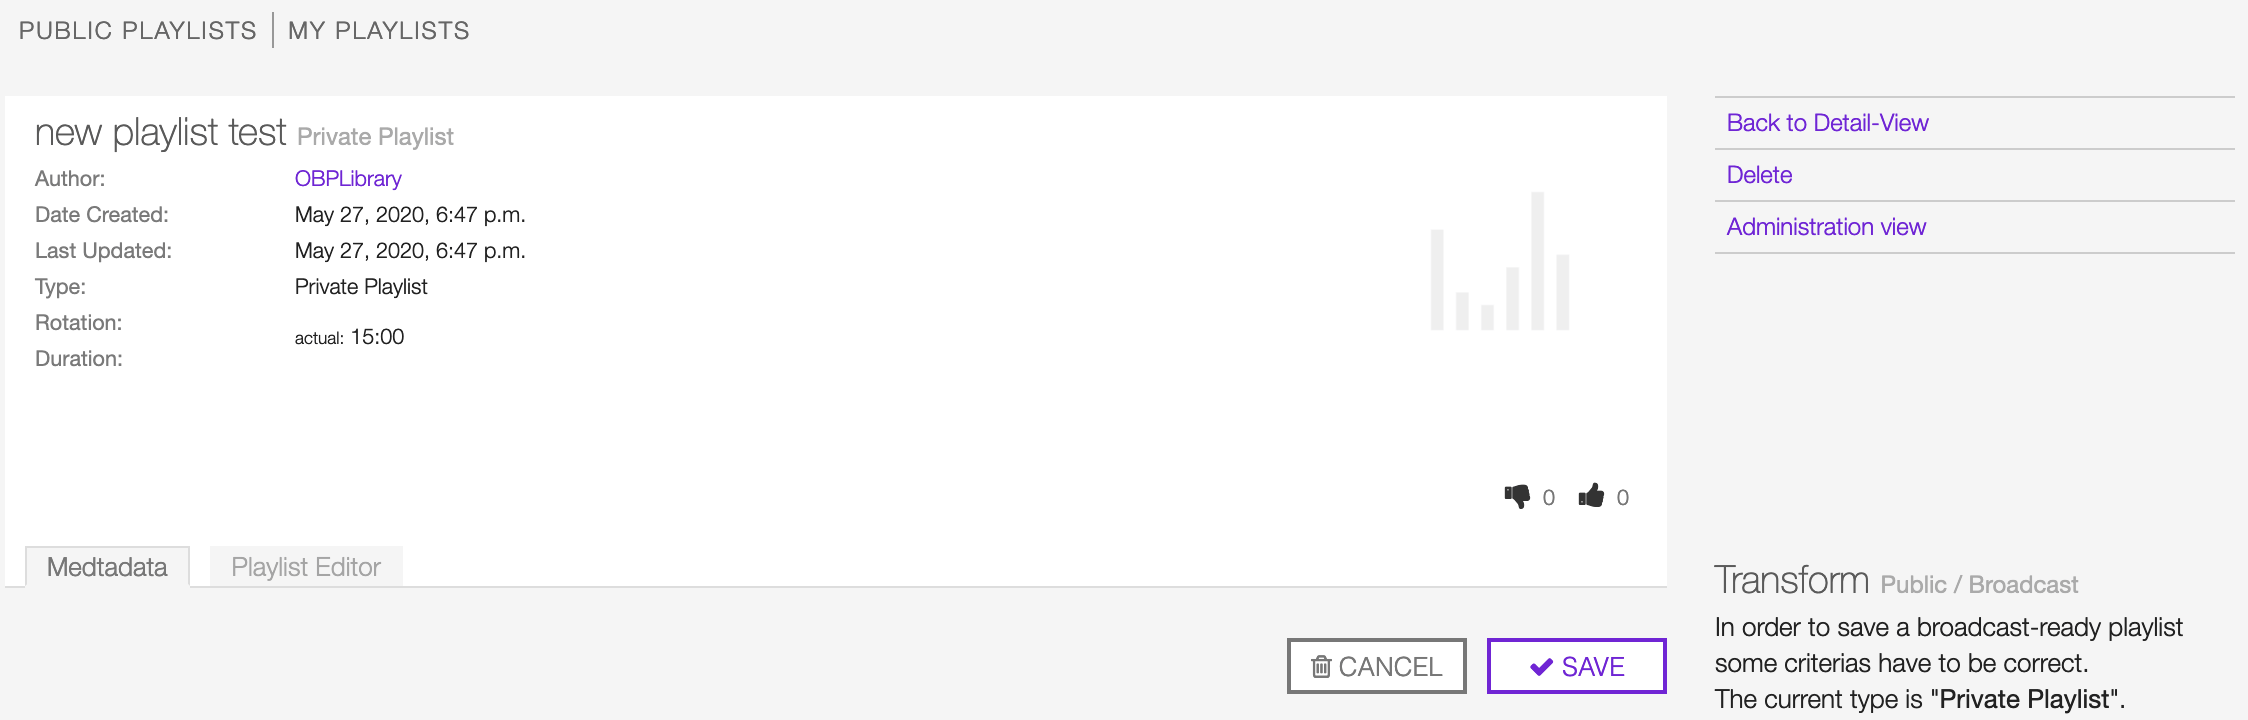 PUBLIC PLAYLISTS | MY PLAYLISTS
new playlist test Private Playlist
Author: OBPLibrary
Date Created: May 27, 2020, 6:47 p.m.
Last Updated: May 27, 2020, 6:47 p.m.
Type: Private Playlist
Rotation:
actual: 15:00
Duration:
0 0
Medtadata Playlist Editor
CANCEL SAVE
Back to Detail-View
Delete
Administration view
Transform Public / Broadcast
In order to save a broadcast-ready playlist
some criterias have to be correct.
The current type is "Private Playlist".